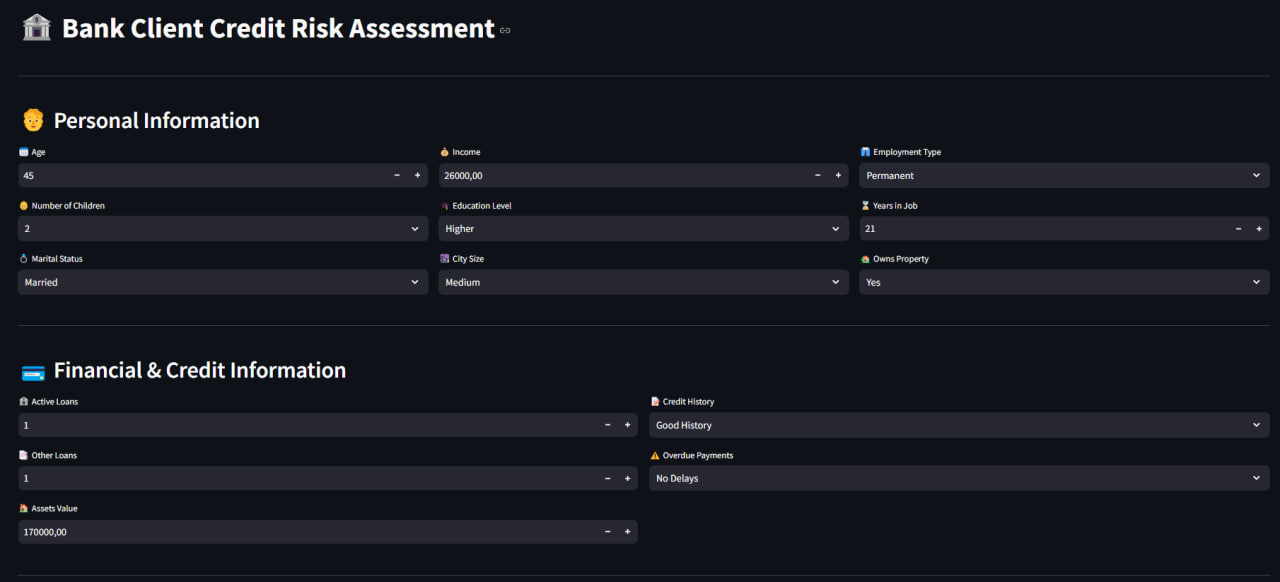 Bank Client Credit Risk Assessment
Personal Information
Age
Income
Employment Type
45
26000,00
Permanent
Number of Children
Education Level
Years in Job
2
Higher
21
Marital Status
City Size
Owns Property
Married
Medium
Yes
Financial & Credit Information
Active Loans
Credit History
1
Good History
Other Loans
Overdue Payments
1
No Delays
Assets Value
170000,00